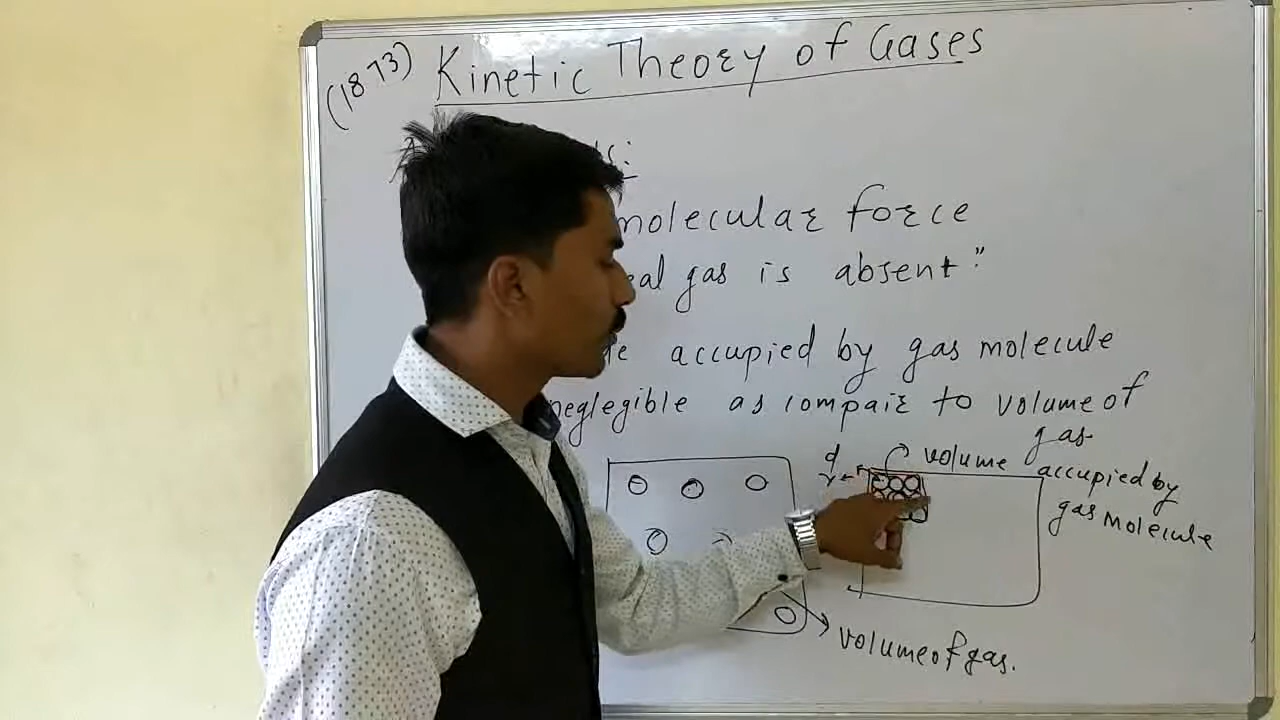 (1873) Kinetic Theory of Gases
molecular force
eal gas is absent"
accupied by gas molecule
neglegible as compair to volume of
gas
d
r
volume accupied by
gas molecule
volume of gas.